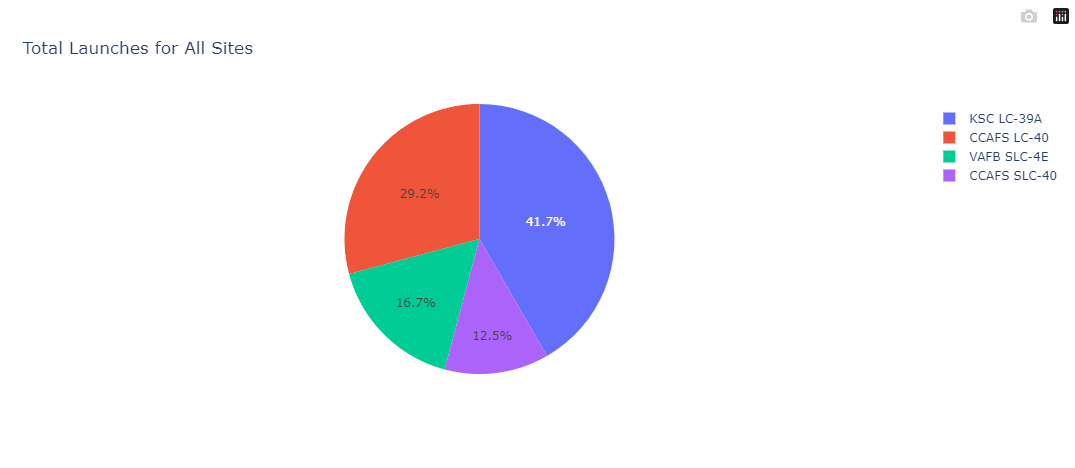 Total Launches for All Sites
KSC LC-39A
CCAFS LC-40
VAFB SLC-4E
CCAFS SLC-40
29.2%
41.7%
16.7%
12.5%